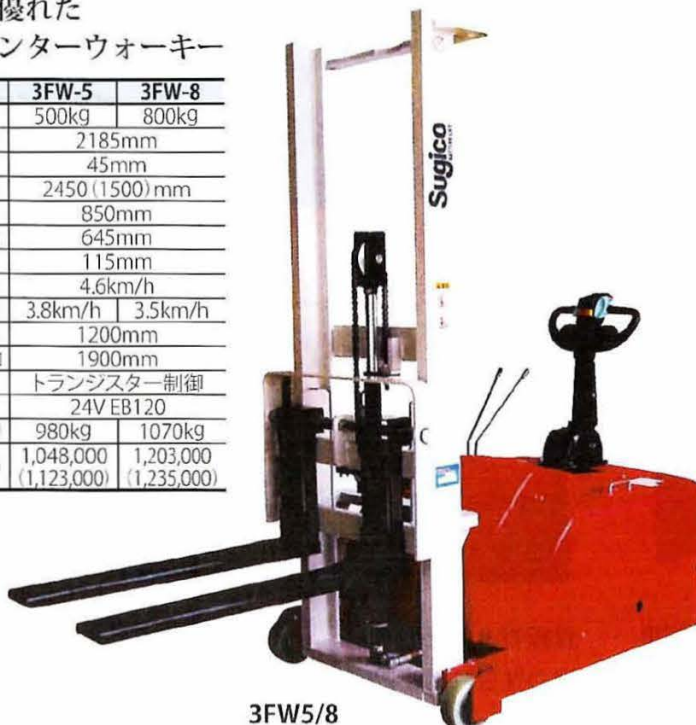 優れた
ンターウォーキー
3FW-5 3FW-8
500kg 800kg
2185mm
45mm
2450(1500)mm
850mm
645mm
115mm
4.6km/h
3.8km/h 3.5km/h
1200mm
1900mm
トランジスター制御
24V EB120
980kg 1070kg
1,048,000 1,203,000
(1,123,000) (1,235,000)
Sugico
3FW5/8